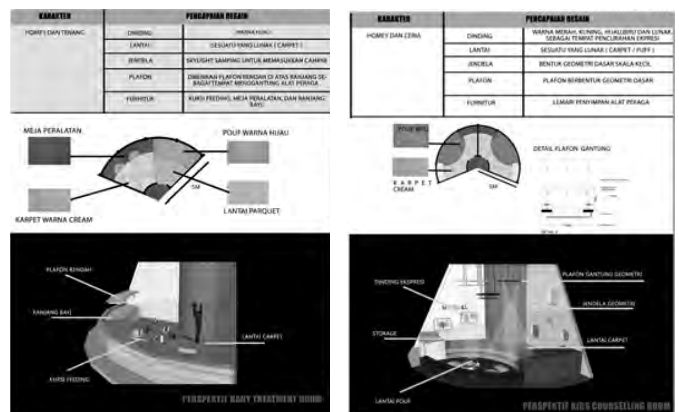 KARAKTER PENCAPAIAN DESAIN
HOMEY DAN TENANG DINDING WARNA HIJAU
LANTAI SESUATU YANG LUNAK ( CARPET )
JENDELA SKYLIGHT SAMPING UNTUK MEMASUKKAN CAHAYA
PLAFON DIBERIKAN PLAFON RENDAH DI ATAS RANJANG SE-
BAGAI TEMPAT MENGGANTUNG ALAT PERAGA
FURNITUR KURSI FEEDING, MEJA PERALATAN, DAN RANJANG
BAYI
MEJA PERALATAN
POUF WARNA HIJAU
5M
KARPET WARNA CREAM
LANTAI PARQUET
PLAFON RENDAH
RANJANG BAYI
LANTAI CARPET
KURSI FEEDING
PERSPEKTIF BABY TREATMENT ROOM
KARAKTER PENCAPAIAN DESAIN
HOMEY DAN CERIA DINDING WARNA MERAH, KUNING, HIJAU, BIRU DAN LUNAK
SEBAGAI TEMPAT PENCURAHAN EKPRESI
LANTAI SESUATU YANG LUNAK ( CARPET / PUFF )
JENDELA BENTUK GEOMETRI DASAR SKALA KECIL
PLAFON PLAFON BERBENTUK GEOMETRI DASAR
FURNITUR LEMARI PENYIMPAN ALAT PERAGA
DETAIL PLAFON GANTUNG
KARPET
CREAM
5M
PLAFON GANTUNG GEOMETRI
DINDING EKSPRESI
JENDELA GEOMETRI
STORAGE
LANTAI CARPET
LANTAI POUF
PERSPEKTIF KIDS COUNSELLING ROOM